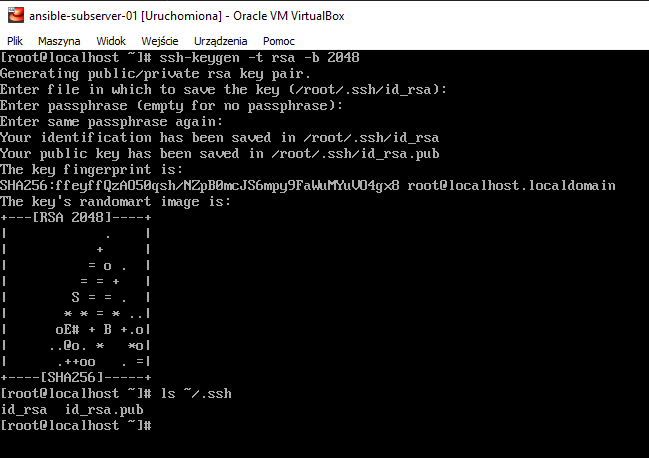 ansible-subserver-01 [Uruchomiona] - Oracle VM VirtualBox
Plik Maszyna Widok Wejście Urządzenia Pomoc
[root@localhost ~]# ssh-keygen -t rsa -b 2048
Generating public/private rsa key pair.
Enter file in which to save the key (/root/.ssh/id_rsa):
Enter passphrase (empty for no passphrase):
Enter same passphrase again:
Your identification has been saved in /root/.ssh/id_rsa
Your public key has been saved in /root/.ssh/id_rsa.pub
The key fingerprint is:
SHA256:ffeyffQzAO50qsh/NZpB0mcJS6mpy9FaWuMYuVO4gx8 root@localhost.localdomain
The key's randomart image is:
+---[RSA 2048]----+
|            .    |
|           +     |
|          = o .  |
|         = = +   |
|        S = = .  |
|       * * = * ..|
|      oE# + B +.o|
|     ..@o. *   *o|
|      .++oo   . =|
+----[SHA256]-----+
[root@localhost ~]# ls ~/.ssh
id_rsa  id_rsa.pub
[root@localhost ~]#